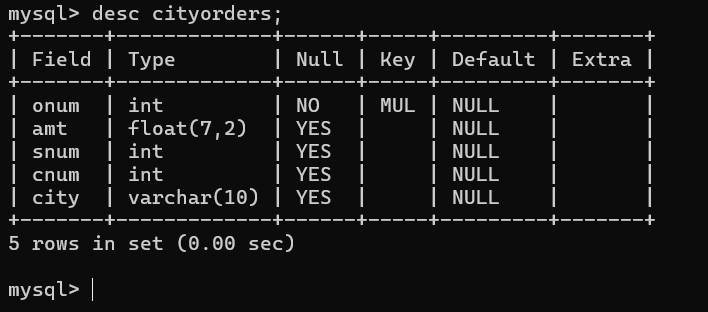 mysql> desc cityorders;
+-------+-------------+------+-----+---------+-------+
| Field | Type        | Null | Key | Default | Extra |
+-------+-------------+------+-----+---------+-------+
| onum  | int         | NO   | MUL | NULL    |       |
| amt   | float(7,2)  | YES  |     | NULL    |       |
| snum  | int         | YES  |     | NULL    |       |
| cnum  | int         | YES  |     | NULL    |       |
| city  | varchar(10) | YES  |     | NULL    |       |
+-------+-------------+------+-----+---------+-------+
5 rows in set (0.00 sec)
mysql>